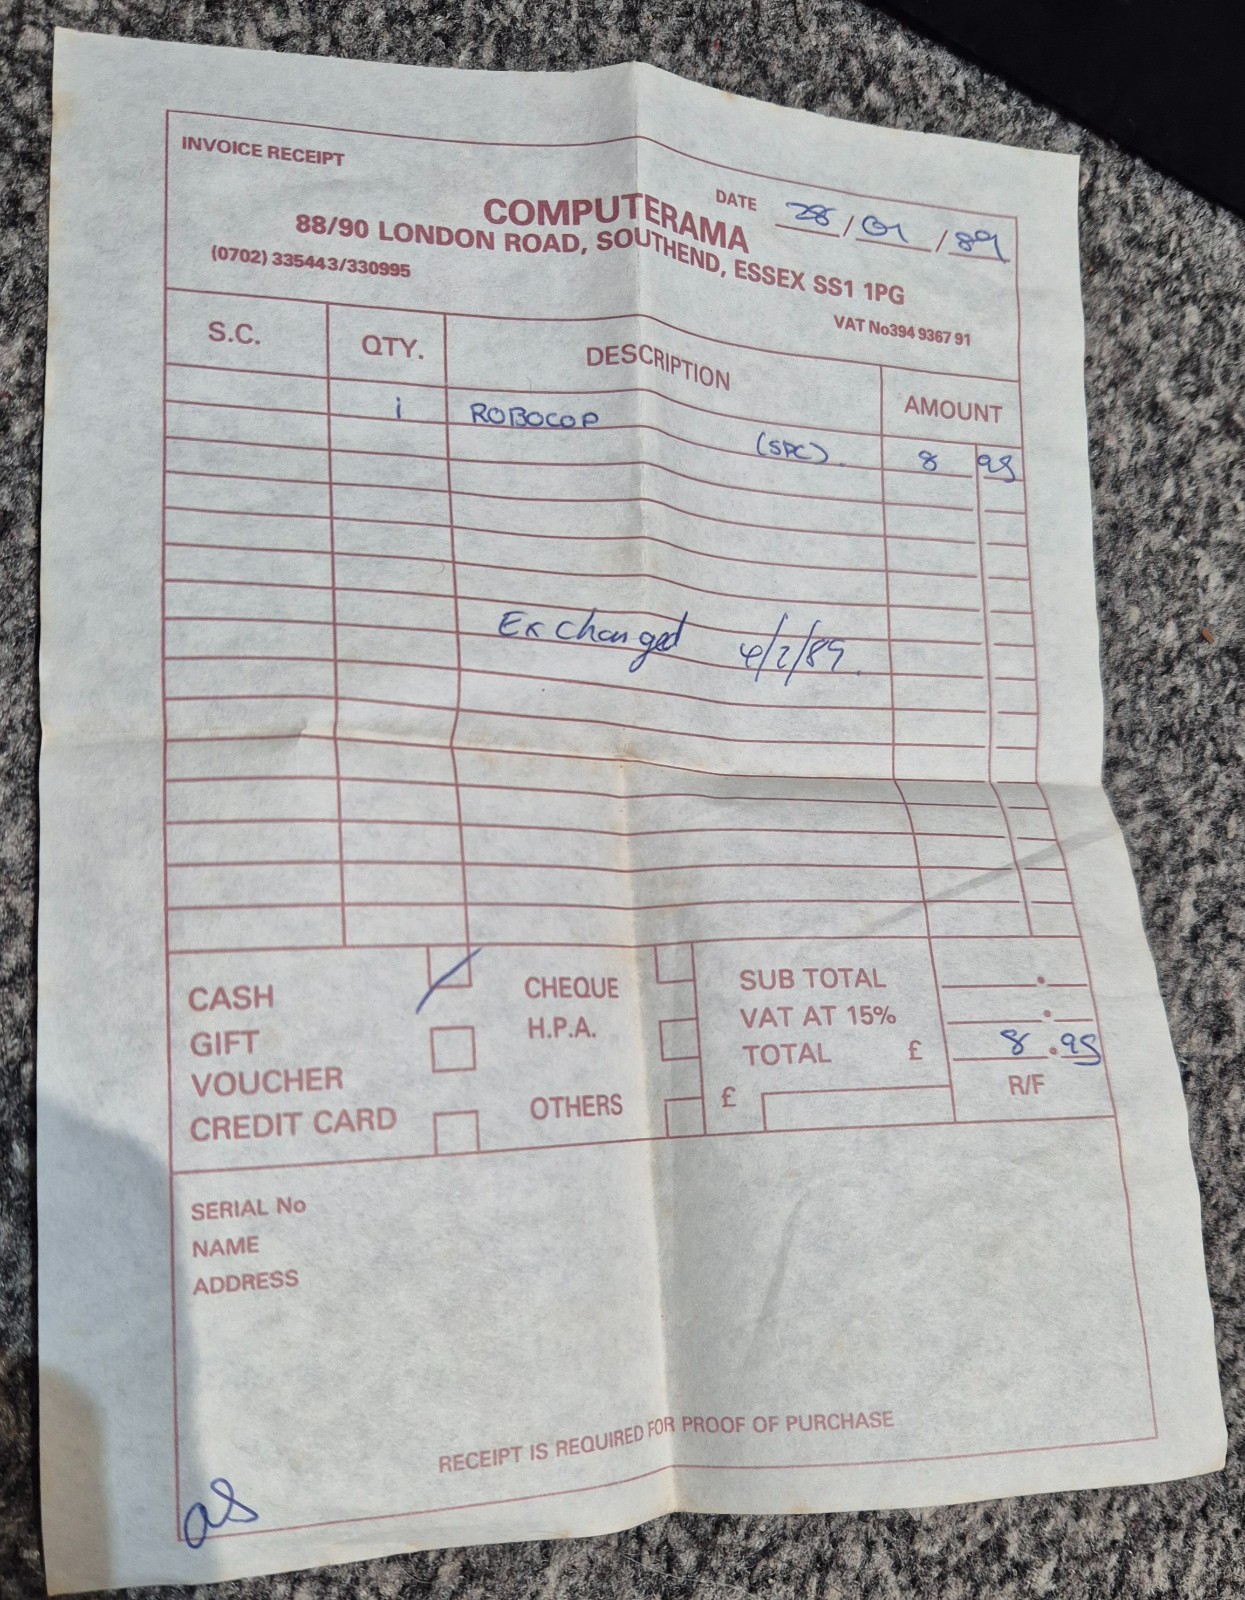 INVOICE RECEIPT
DATE 28/01/89
COMPUTERAMA
88/90 LONDON ROAD, SOUTHEND, ESSEX SS1 1PG
(0702) 335443/330995
VAT No394 9367 91
S.C. QTY. DESCRIPTION AMOUNT
1 ROBOCOP (SPC) 8 95
Exchanged 4/2/89.
CASH CHEQUE SUB TOTAL .
GIFT H.P.A. VAT AT 15% .
VOUCHER TOTAL £ 8.95
CREDIT CARD OTHERS £ R/F
SERIAL No
NAME
ADDRESS
RECEIPT IS REQUIRED FOR PROOF OF PURCHASE